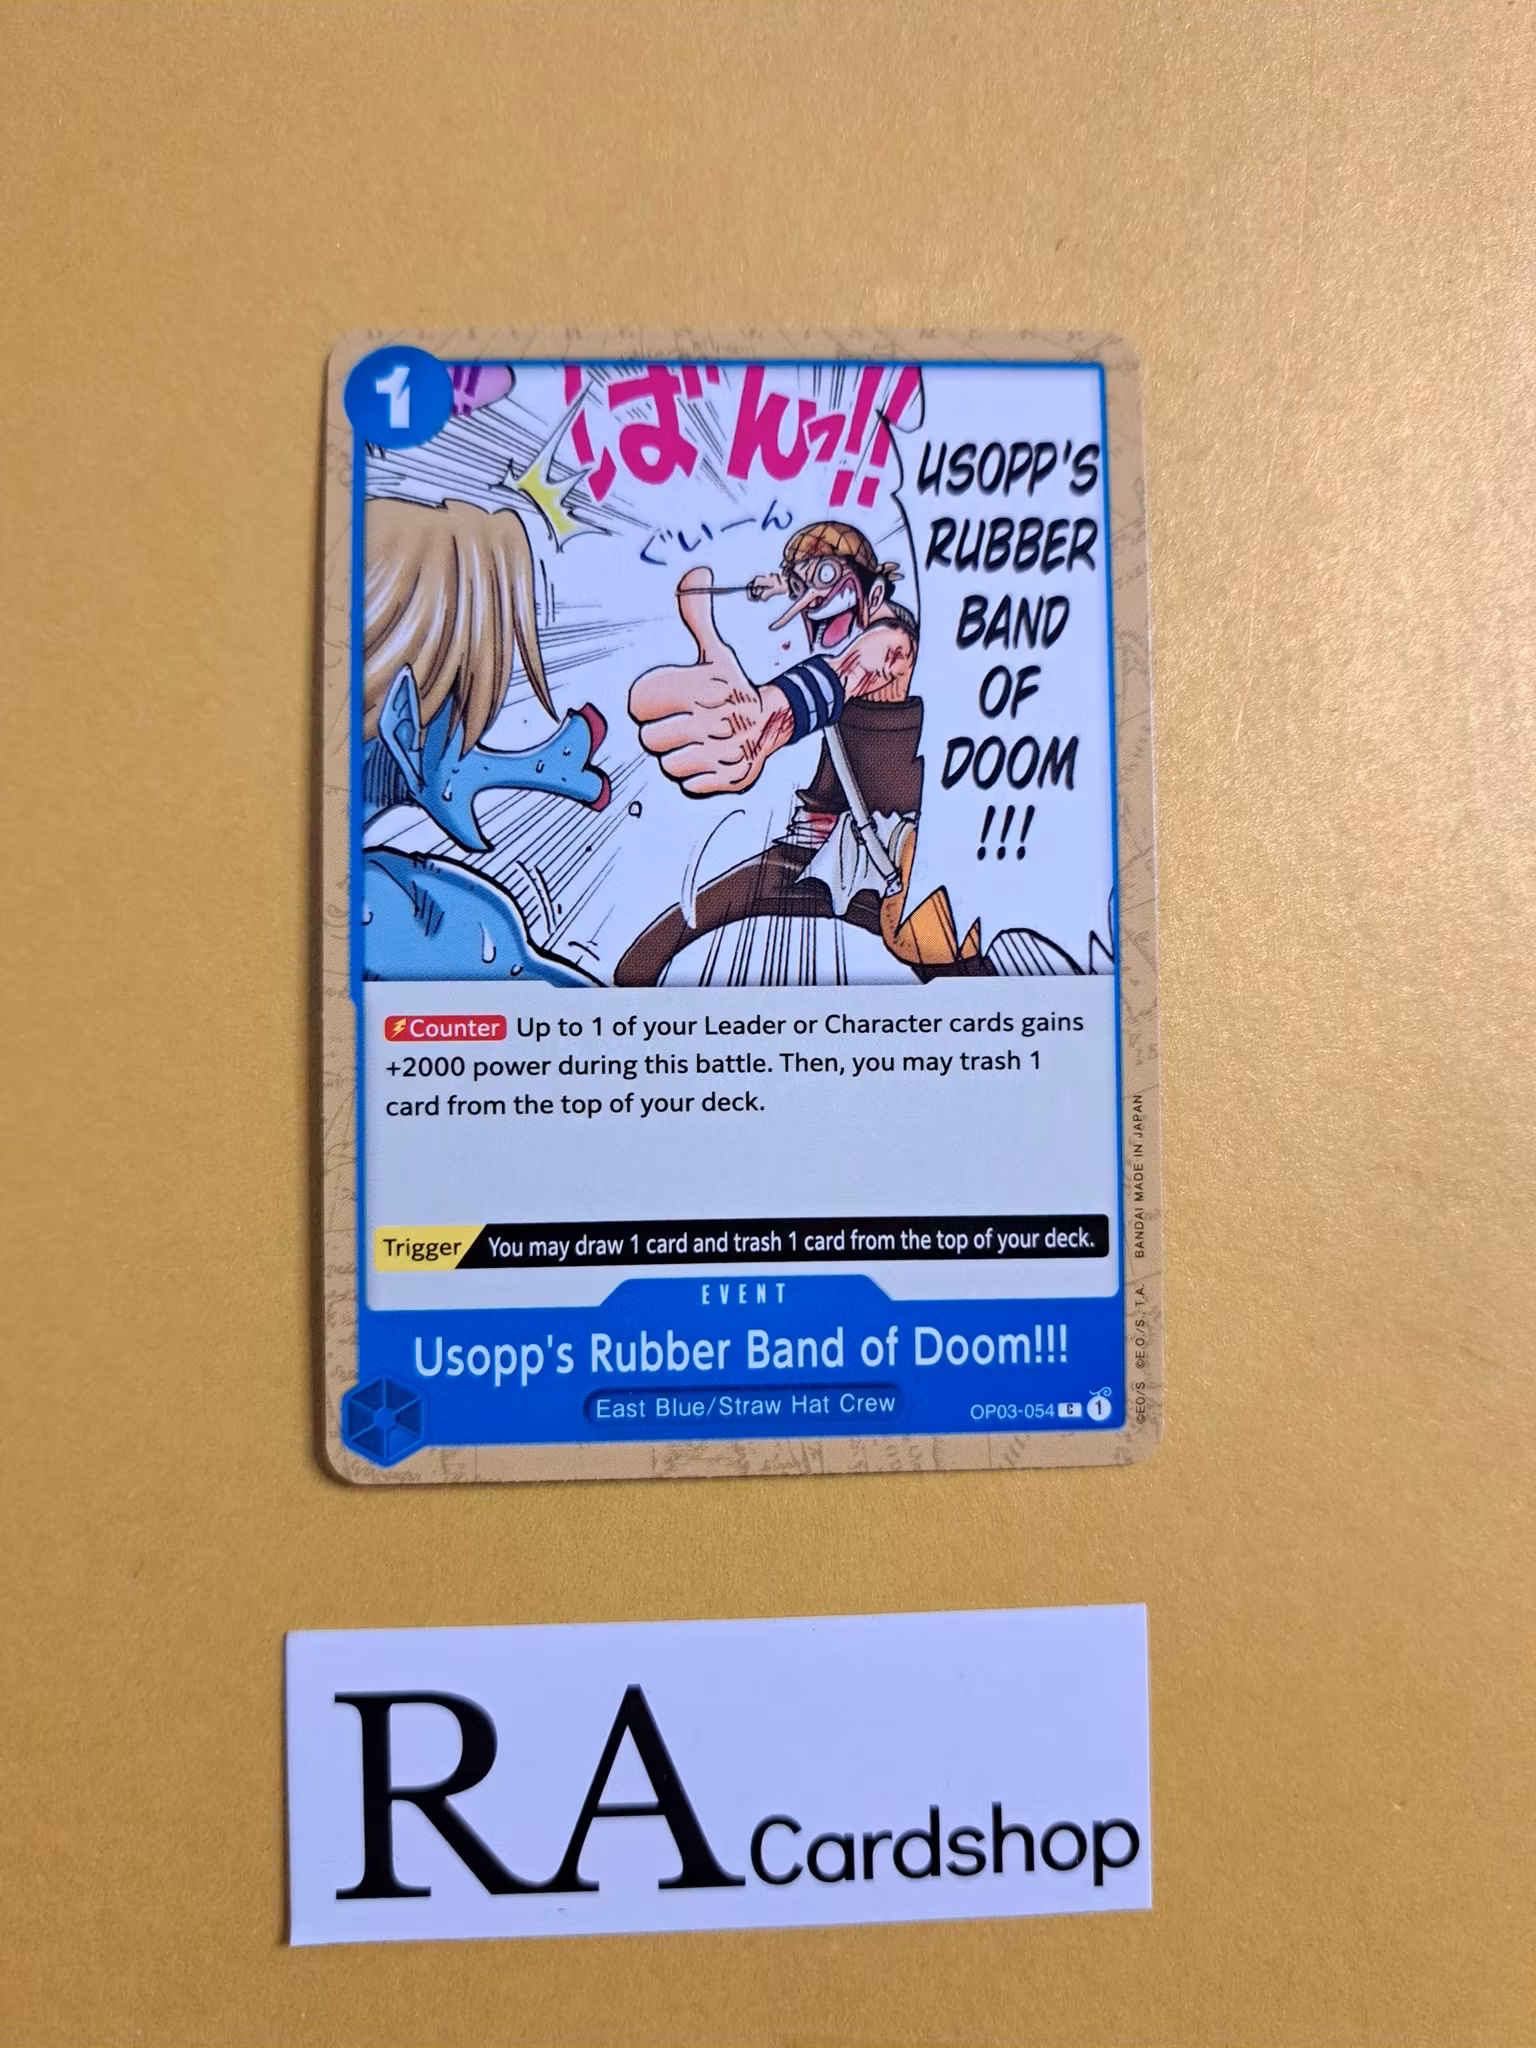 1
!!
ばんっ!!
ぐいーん
USOPP'S
RUBBER
BAND
OF
DOOM
!!!
Counter Up to 1 of your Leader or Character cards gains
+2000 power during this battle. Then, you may trash 1
card from the top of your deck.
Trigger You may draw 1 card and trash 1 card from the top of your deck.
EVENT
Usopp's Rubber Band of Doom!!!
East Blue/Straw Hat Crew
OP03-054 C 1
©EO/S ©E.O./S., T.A. BANDAI MADE IN JAPAN
RA Cardshop